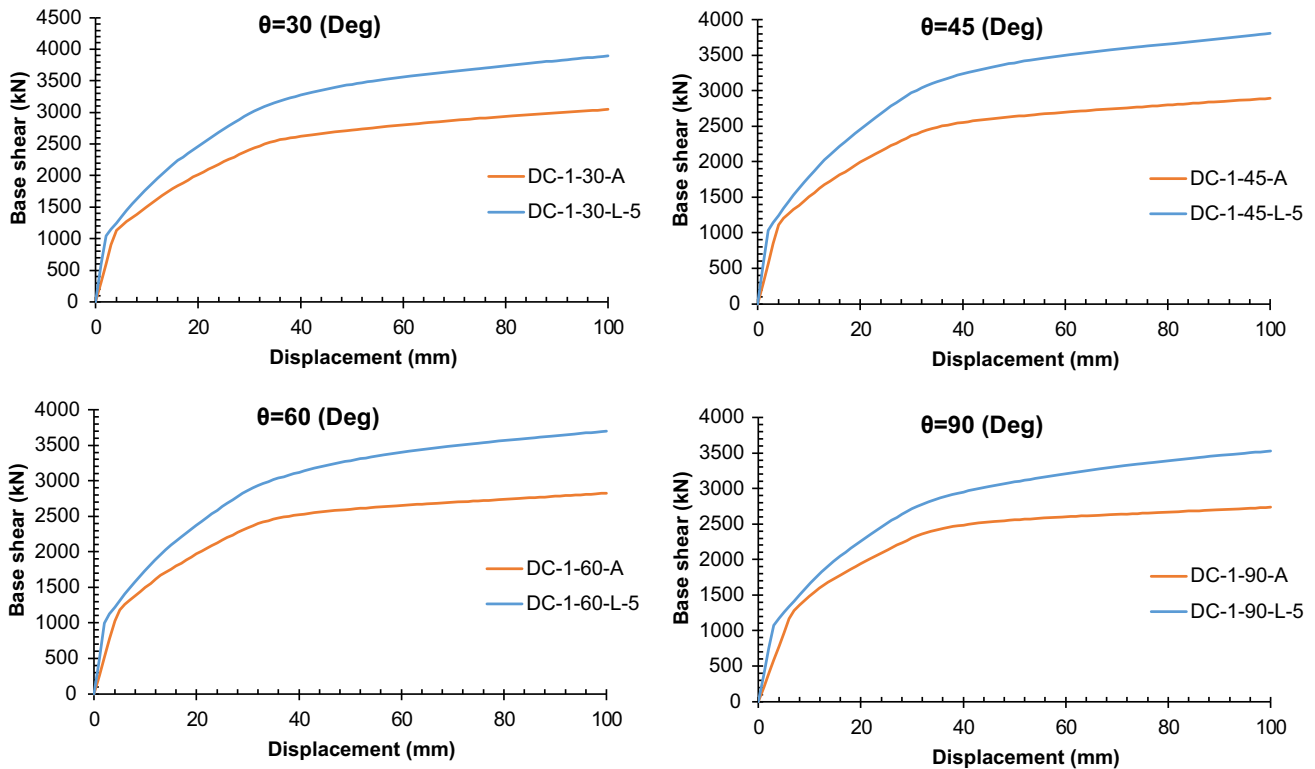 θ=30 (Deg)
Base shear (kN)
4500
4000
3500
3000
2500
2000
1500
1000
500
0
DC-1-30-A
DC-1-30-L-5
0 20 40 60 80 100
Displacement (mm)
θ=45 (Deg)
Base shear (kN)
4000
3500
3000
2500
2000
1500
1000
500
0
DC-1-45-A
DC-1-45-L-5
0 20 40 60 80 100
Displacement (mm)
θ=60 (Deg)
Base shear (kN)
4000
3500
3000
2500
2000
1500
1000
500
0
DC-1-60-A
DC-1-60-L-5
0 20 40 60 80 100
Displacement (mm)
θ=90 (Deg)
Base shear (kN)
4000
3500
3000
2500
2000
1500
1000
500
0
DC-1-90-A
DC-1-90-L-5
0 20 40 60 80 100
Displacement (mm)